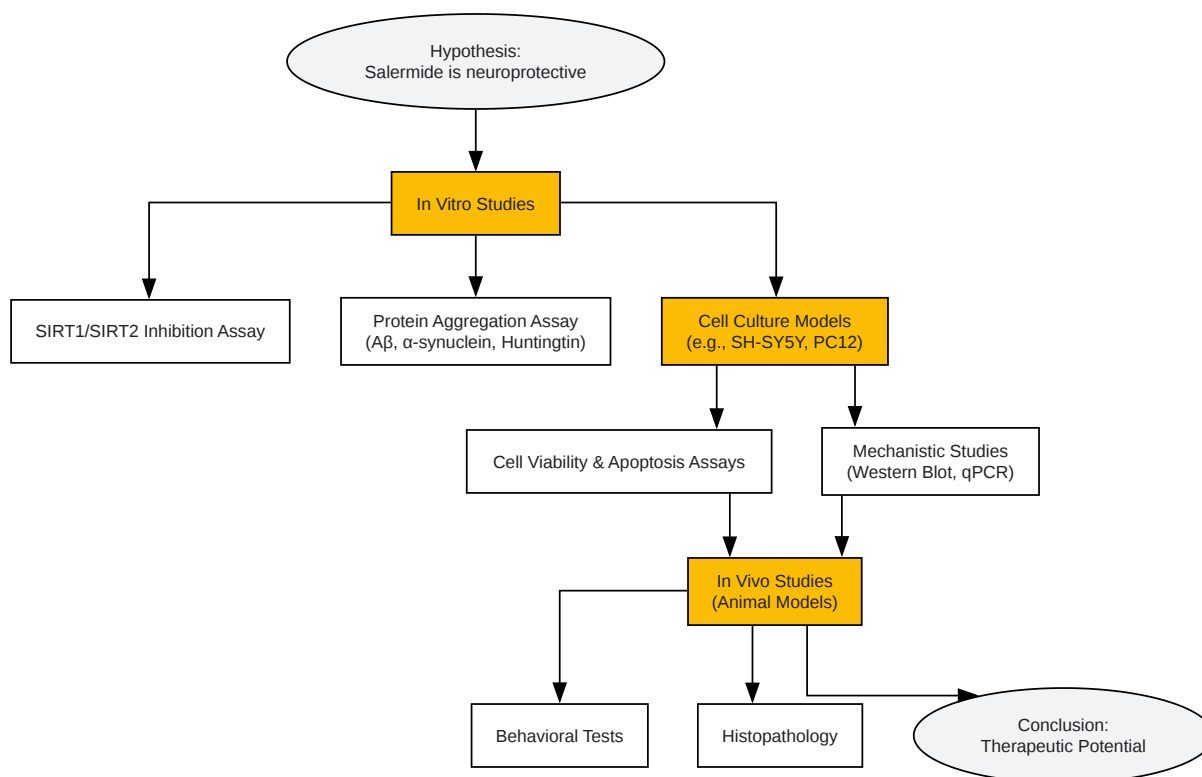 Hypothesis:
Salermide is neuroprotective
In Vitro Studies
SIRT1/SIRT2 Inhibition Assay
Protein Aggregation Assay
(Aβ, α-synuclein, Huntingtin)
Cell Culture Models
(e.g., SH-SY5Y, PC12)
Cell Viability & Apoptosis Assays
Mechanistic Studies
(Western Blot, qPCR)
In Vivo Studies
(Animal Models)
Behavioral Tests
Histopathology
Conclusion:
Therapeutic Potential